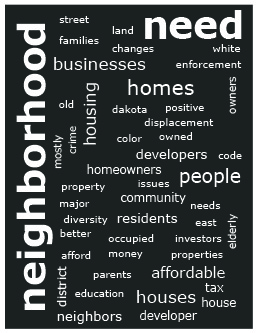 neighborhood
street
land
need
families
changes
white
businesses
enforcement
homes
owners
housing
old
dakota
positive
displacement
crime
color
owned
mostly
developers
code
homeowners
people
property
issues
community
major
needs
diversity
residents
east
elderly
better
occupied
investors
afford
money
properties
district
parents
affordable
education
houses
tax
house
neighbors
developer